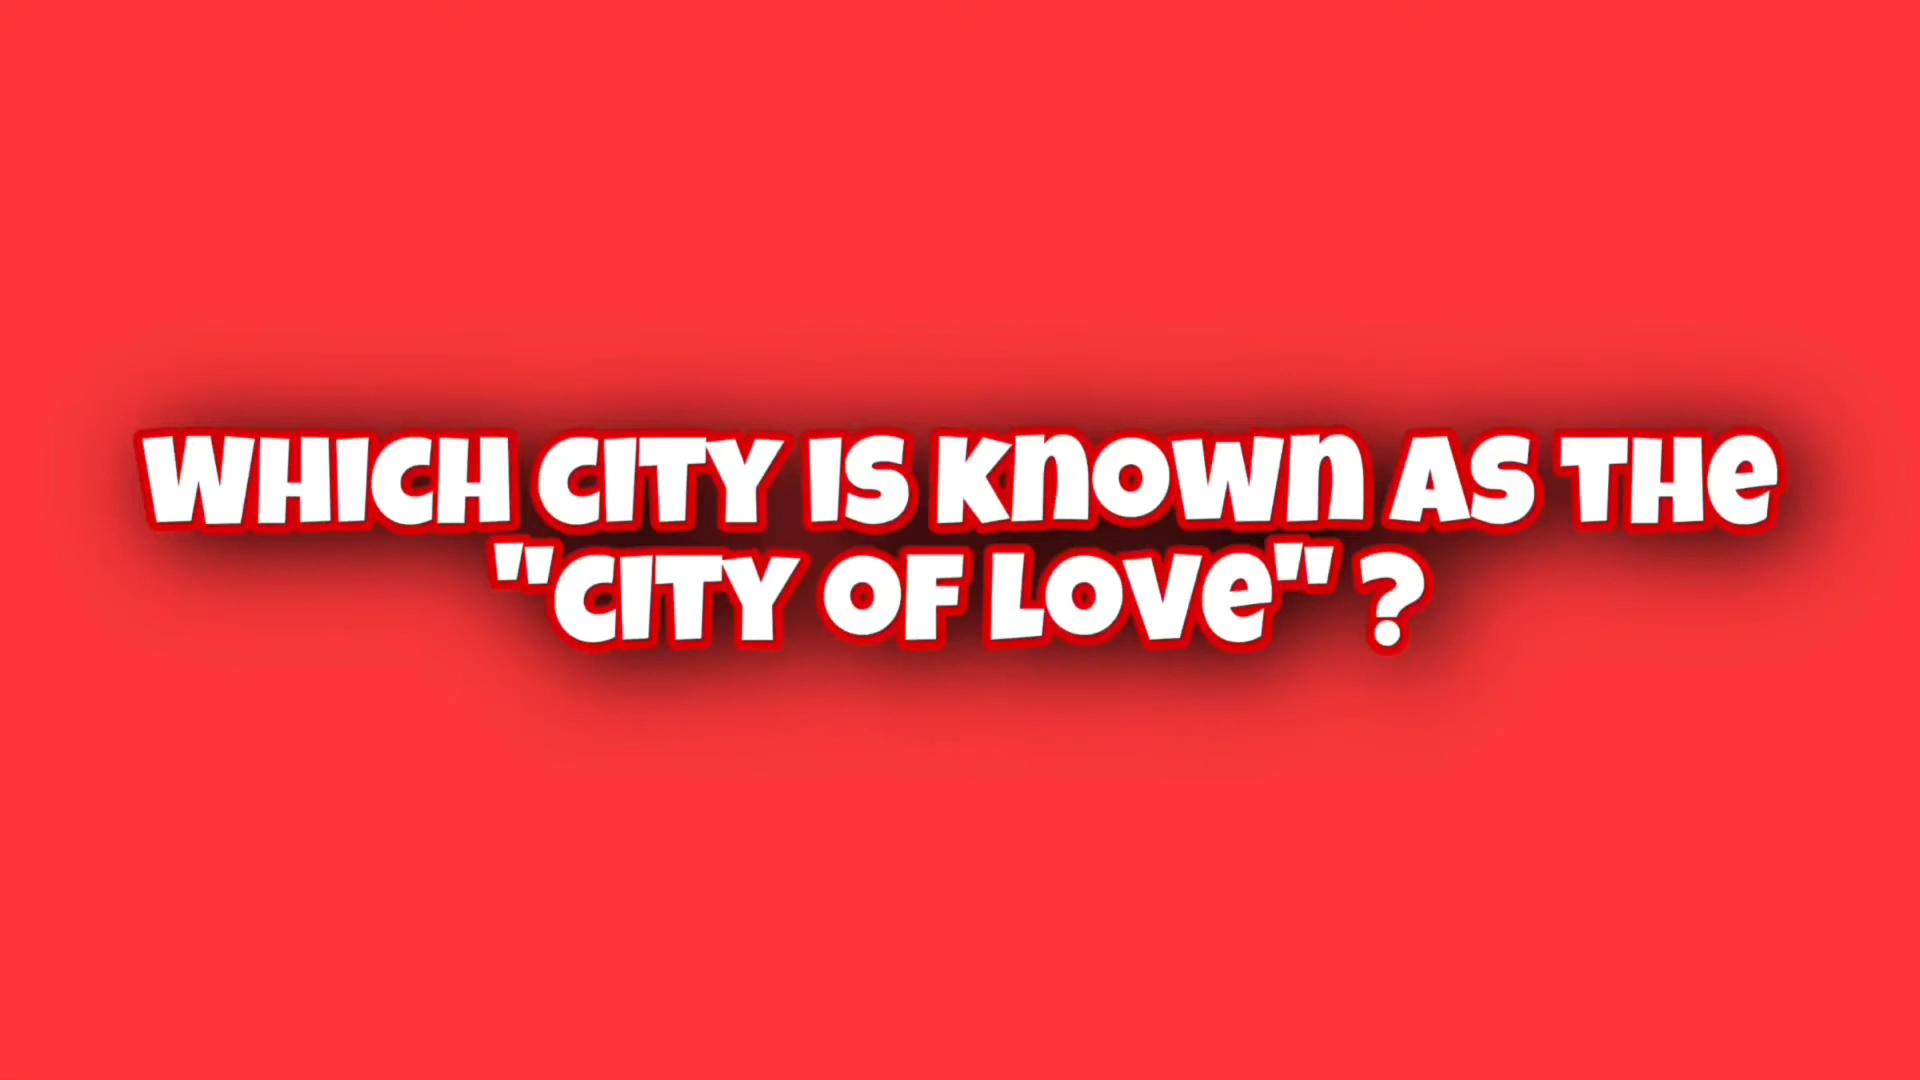 WHICH CITY IS KNOWN AS THE
"CITY OF LOVE" ?